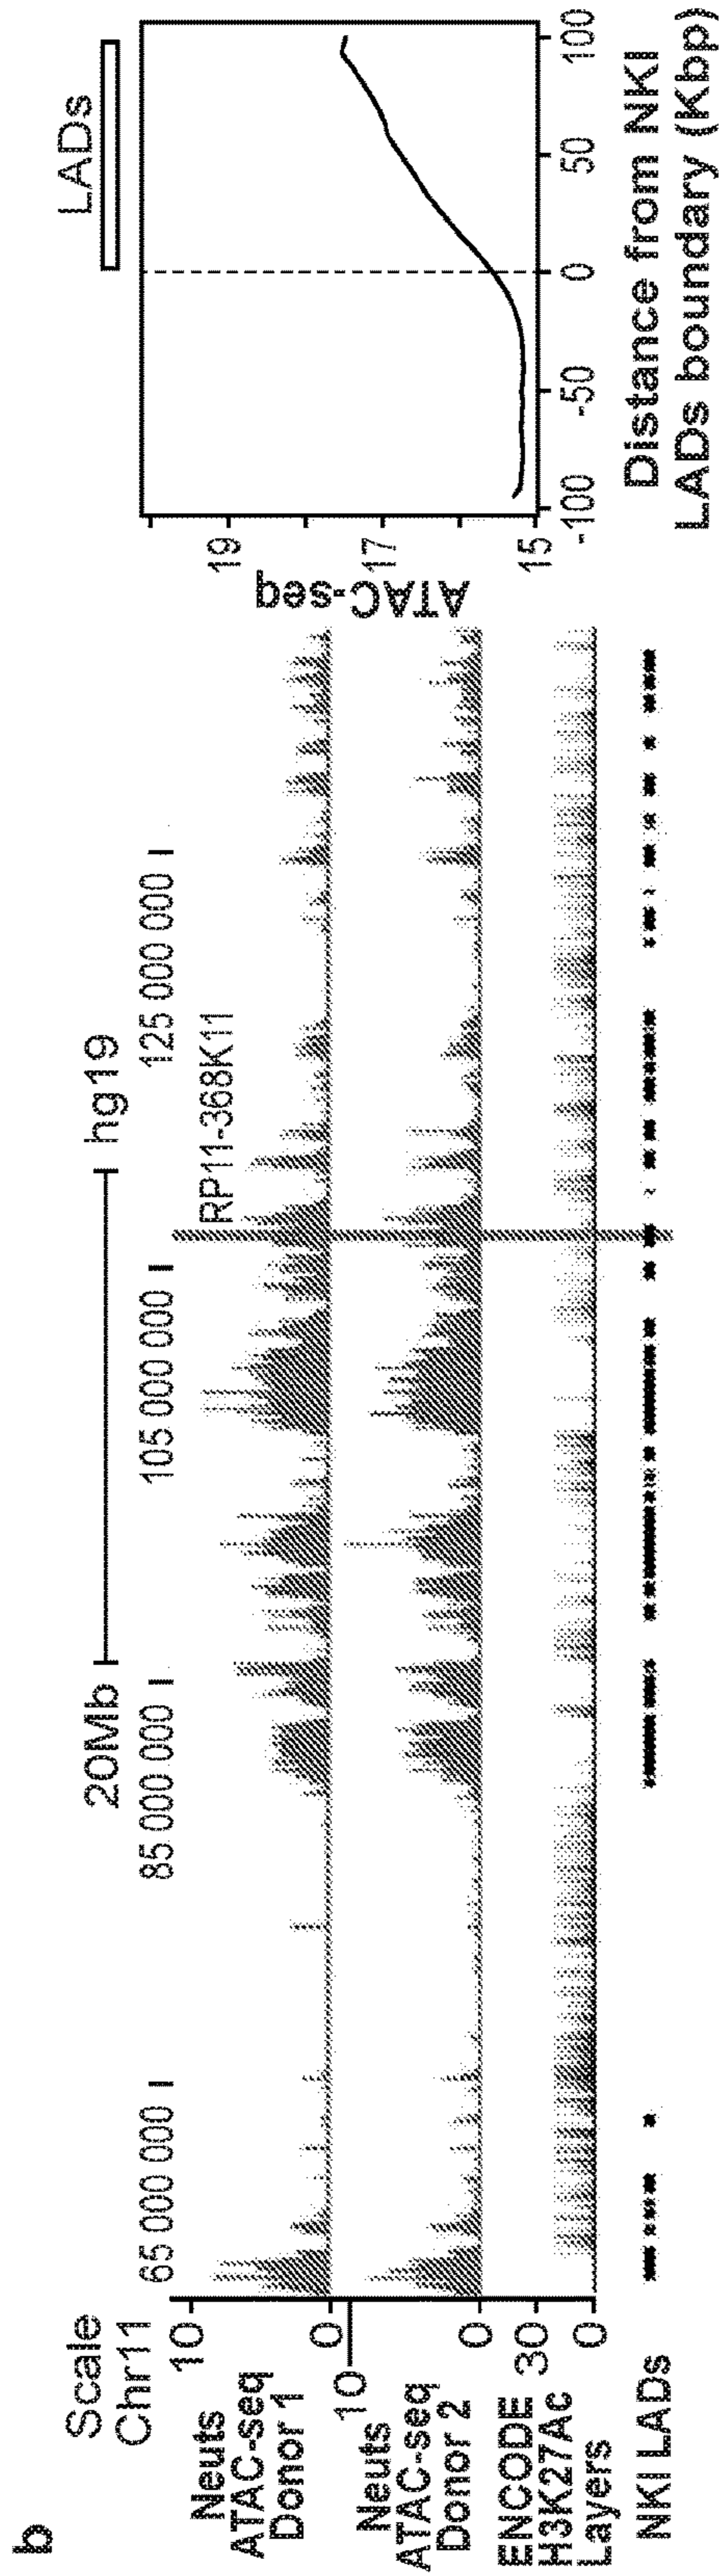 b
Scale
Chr11
20Mb
hg19
65 000 000
85 000 000
105 000 000
125 000 000
RP11-368K11
10
Neuts
ATAC-seq
Donor 1
0
10
Neuts
ATAC-seq
Donor 2
0
ENCODE
H3K27Ac
Layers
30
0
NKI LADs
LADs
ATAC-seq
19
17
15
-100
-50
0
50
100
Distance from NKI
LADs boundary (Kbp)